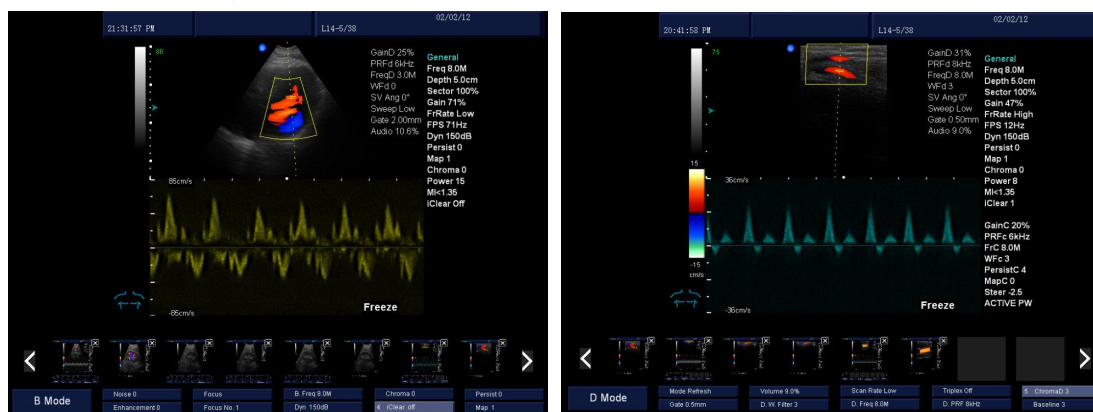 02/02/12
21:31:57 PM
L14-5/38
86
GainD 25%
PRFd 6kHz
FreqD 3.0M
WFd 0
SV Ang 0°
Sweep Low
Gate 2.00mm
Audio 10.6%
General
Freq 8.0M
Depth 5.0cm
Sector 100%
Gain 71%
FrRate Low
FPS 71Hz
Dyn 150dB
Persist 0
Map 1
Chroma 0
Power 15
MI<1.35
iClear Off
85cm/s
-85cm/s
Freeze
B Mode
Noise 0
Focus
B. Freq 8.0M
Chroma 0
Persist 0
Enhancement 0
Focus No. 1
Dyn 150dB
4 iClear off
Map 1
02/02/12
20:41:58 PM
L14-5/38
75
GainD 31%
PRFd 8kHz
FreqD 8.0M
WFd 3
SV Ang 0°
Sweep Low
Gate 0.50mm
Audio 9.0%
General
Freq 8.0M
Depth 5.0cm
Sector 100%
Gain 47%
FrRate High
FPS 12Hz
Dyn 150dB
Persist 0
Map 1
Chroma 0
Power 8
MI<1.35
iClear 1
GainC 20%
PRFc 6kHz
FrC 8.0M
WFc 3
PersistC 4
MapC 0
Steer -2.5
ACTIVE PW
15
-15
cm/s
36cm/s
-36cm/s
Freeze
D Mode
Mode Refresh
Volume 9.0%
Scan Rate Low
Triplex Off
5 ChromaD 3
Gate 0.5mm
D. W. Filter 3
D. Freq 8.0M
D. PRF 8kHz
Baseline 3